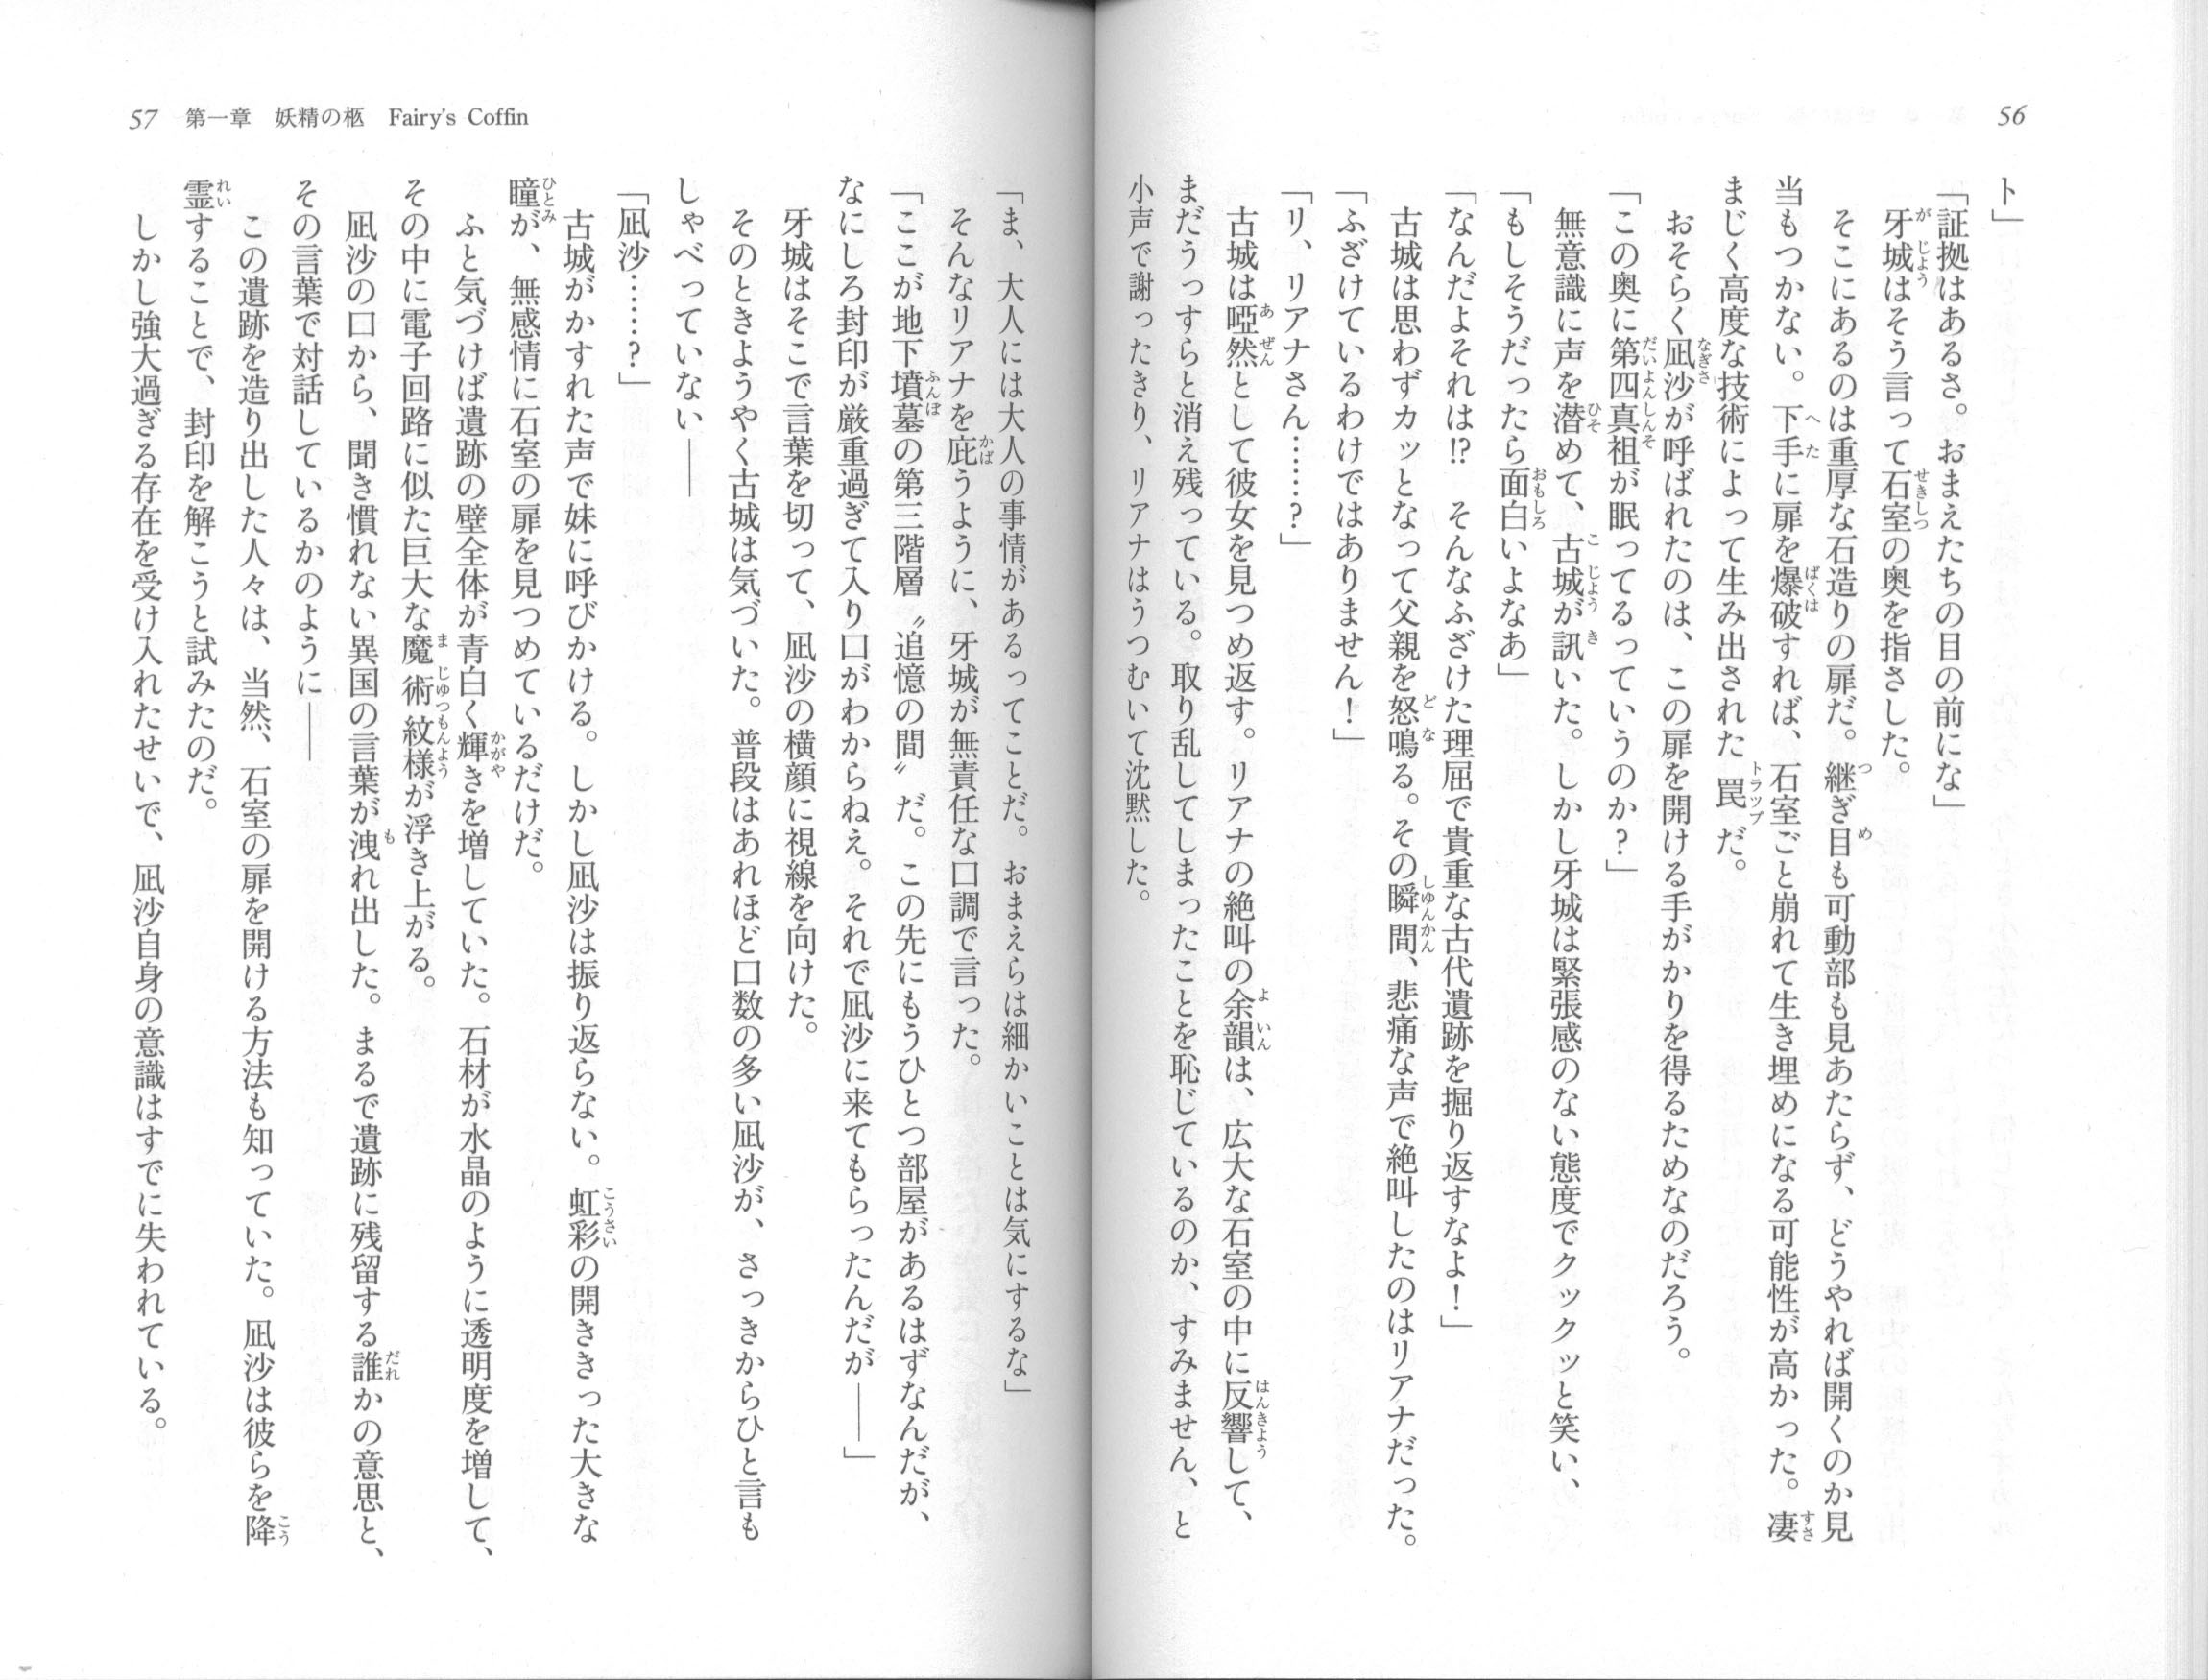 56
ト」
「証拠はあるさ。おまえたちの目の前にな」
牙城はそう言って石室の奥を指さした。
そこにあるのは重厚な石造りの扉だ。継ぎ目も可動部も見あたらず、どうやれば開くのか見
当もつかない。下手に扉を爆破すれば、石室ごと崩れて生き埋めになる可能性が高かった。凄
まじく高度な技術によって生み出された罠だ。
おそらく凪沙が呼ばれたのは、この扉を開ける手がかりを得るためなのだろう。
「この奥に第四真祖が眠ってるっていうのか?」
無意識に声を潜めて、古城が訊いた。しかし牙城は緊張感のない態度でクックッと笑い、
「もしそうだったら面白いよなあ」
「なんだよそれは!? そんなふざけた理屈で貴重な古代遺跡を掘り返すなよ!」
古城は思わずカッとなって父親を怒鳴る。その瞬間、悲痛な声で絶叫したのはリアナだった。
「ふざけているわけではありません!」
「リ、リアナさん……?」
古城は啞然として彼女を見つめ返す。リアナの絶叫の余韻は、広大な石室の中に反響して、
まだうっすらと消え残っている。取り乱してしまったことを恥じているのか、すみません、と
小声で謝ったきり、リアナはうつむいて沈黙した。
57 第一章 妖精の柩 Fairy's Coffin
「ま、大人には大人の事情があるってことだ。おまえらは細かいことは気にするな」
そんなリアナを庇うように、牙城が無責任な口調で言った。
「ここが地下墳墓の第三階層〝追憶の間〟だ。この先にもうひとつ部屋があるはずなんだが、
なにしろ封印が厳重過ぎて入り口がわからねえ。それで凪沙に来てもらったんだが――」
牙城はそこで言葉を切って、凪沙の横顔に視線を向けた。
そのときようやく古城は気づいた。普段はあれほど口数の多い凪沙が、さっきからひと言も
しゃべっていない――
「凪沙……?」
古城がかすれた声で妹に呼びかける。しかし凪沙は振り返らない。虹彩の開ききった大きな
瞳が、無感情に石室の扉を見つめているだけだ。
ふと気づけば遺跡の壁全体が青白く輝きを増していた。石材が水晶のように透明度を増して、
その中に電子回路に似た巨大な魔術紋様が浮き上がる。
凪沙の口から、聞き慣れない異国の言葉が洩れ出した。まるで遺跡に残留する誰かの意思と、
その言葉で対話しているかのように――
この遺跡を造り出した人々は、当然、石室の扉を開ける方法も知っていた。凪沙は彼らを降
霊することで、封印を解こうと試みたのだ。
しかし強大過ぎる存在を受け入れたせいで、凪沙自身の意識はすでに失われている。